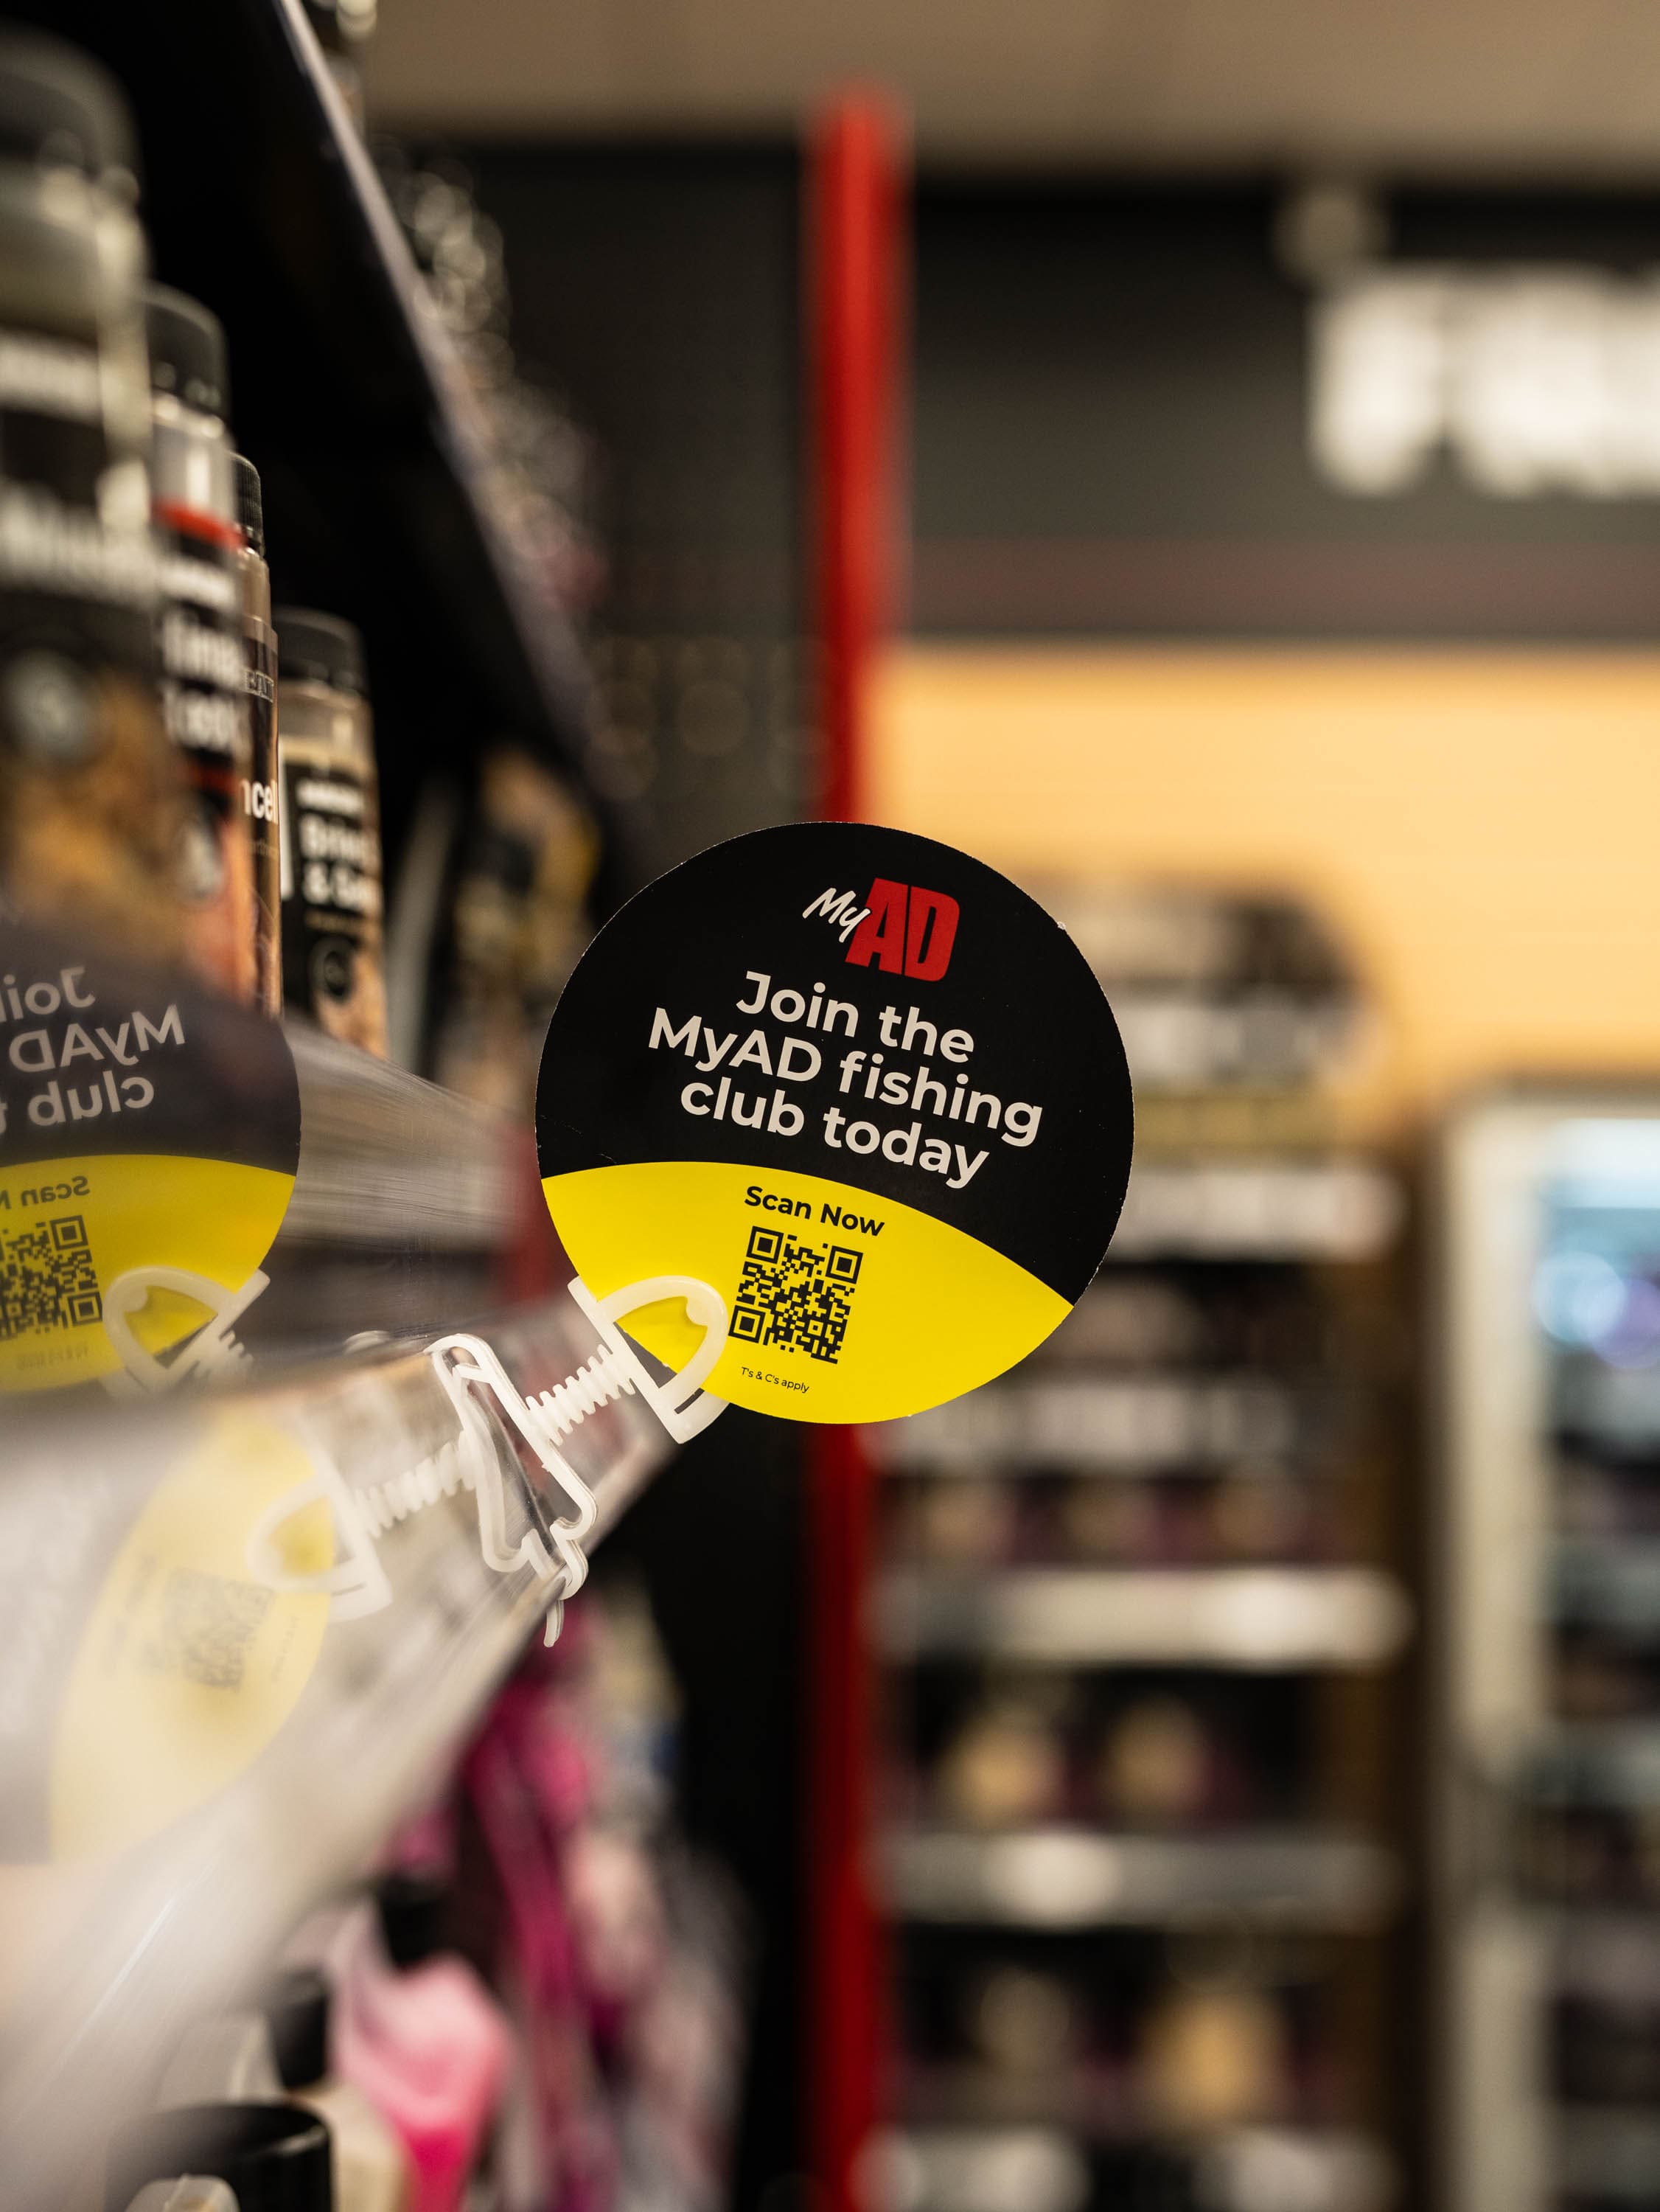 MyAD
Join the
MyAD fishing
club today
Scan Now
T's & C's apply